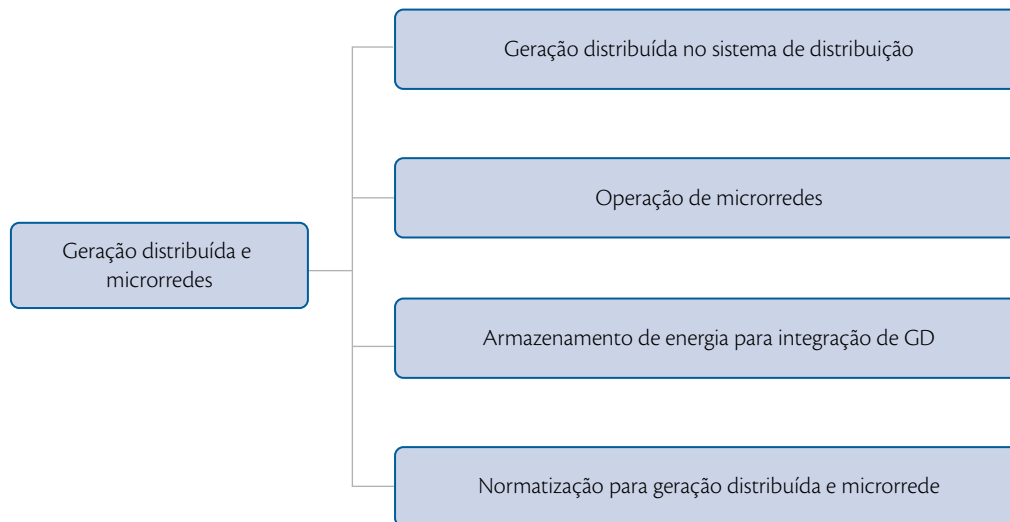 Geração distribuída no sistema de distribuição
Operação de microrredes
Geração distribuída e
microrredes
Armazenamento de energia para integração de GD
Normatização para geração distribuída e microrrede